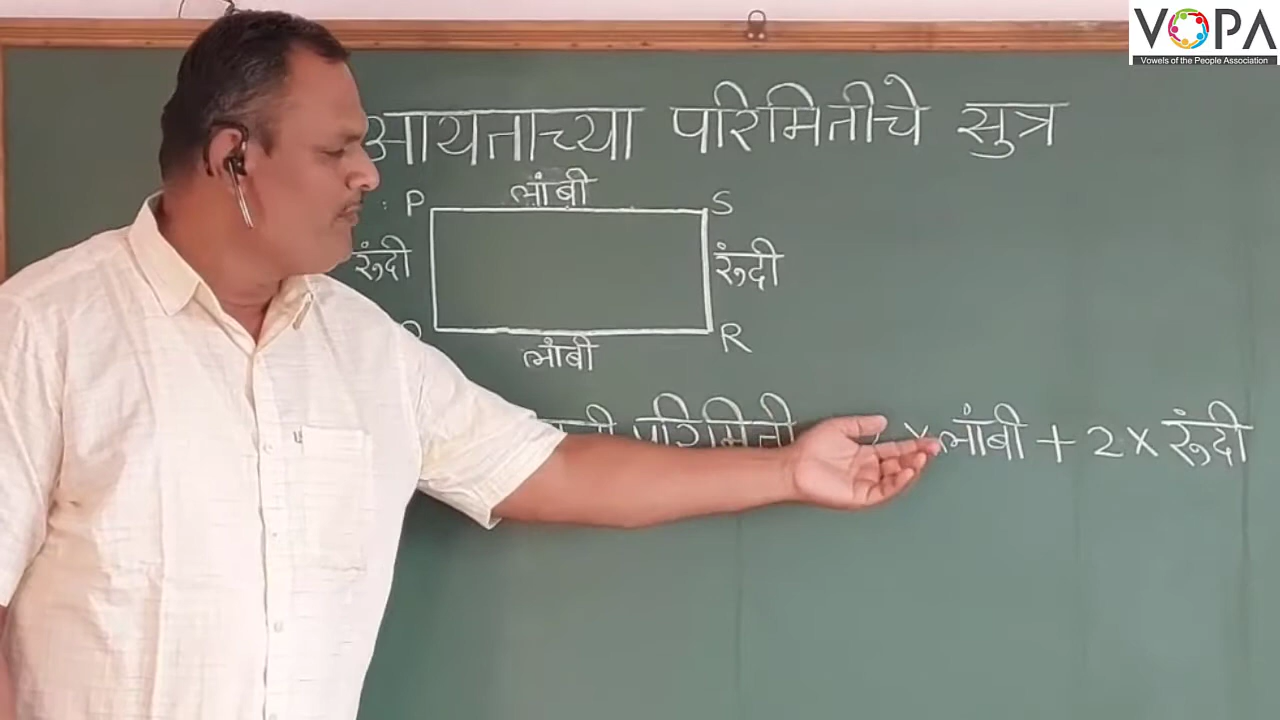 VOPA
Vowels of the People Association
आयताच्या परिमितीचे सुत्र
P लांबी S
रुंदी रुंदी
लांबी R
परिमिती × लांबी + 2 × रुंदी